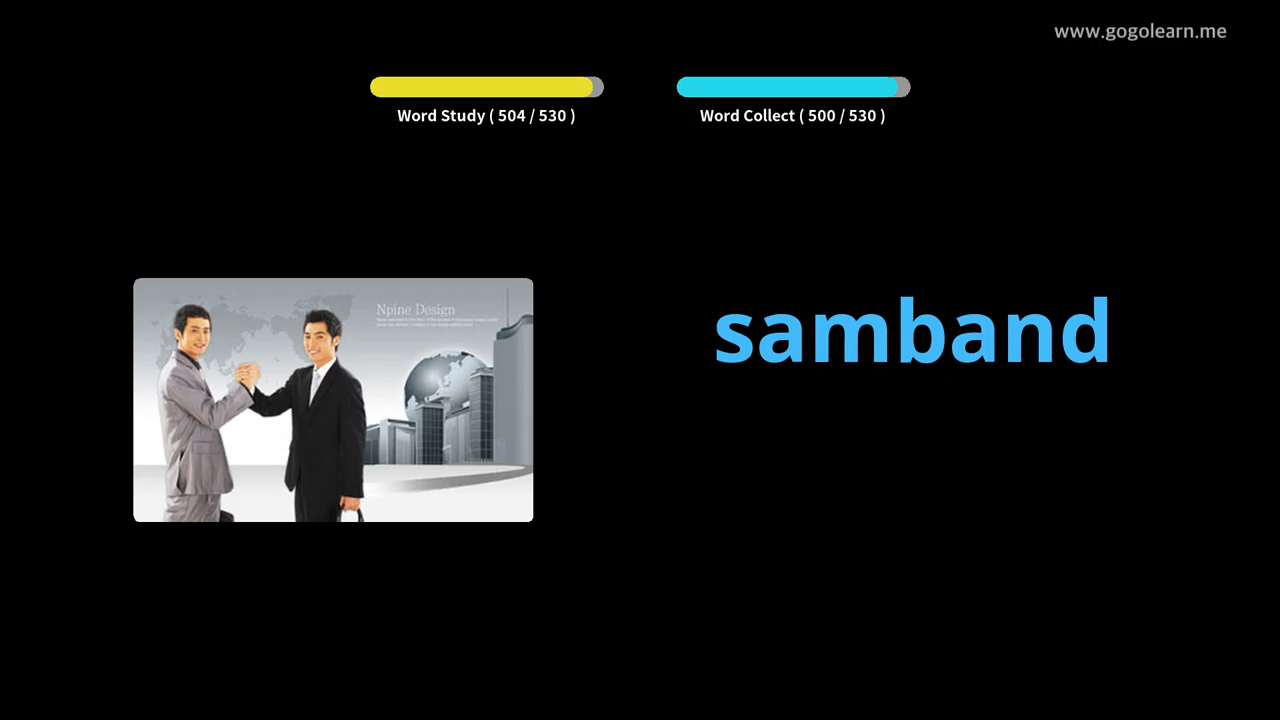 www.gogolearn.me
Word Study ( 504 / 530 )
Word Collect ( 500 / 530 )
Npine Design
samband